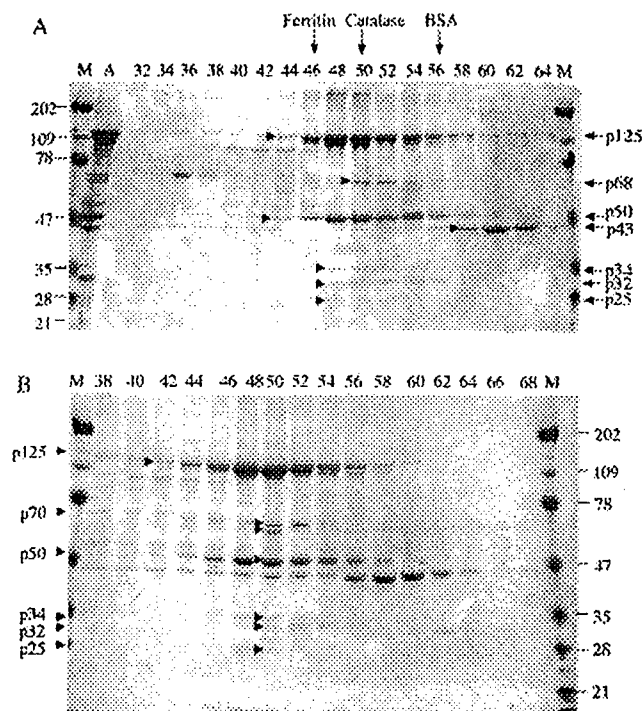 Ferritin Catalase BSA
A
M A 32 34 36 38 40 42 44 46 48 50 52 54 56 58 60 62 64 M
202
109
78
47
35
28
21
p125
p68
p50
p43
p34
p32
p25
B
M 38 40 42 44 46 48 50 52 54 56 58 60 62 64 66 68 M
p125
p70
p50
p34
p32
p25
202
109
78
47
35
28
21